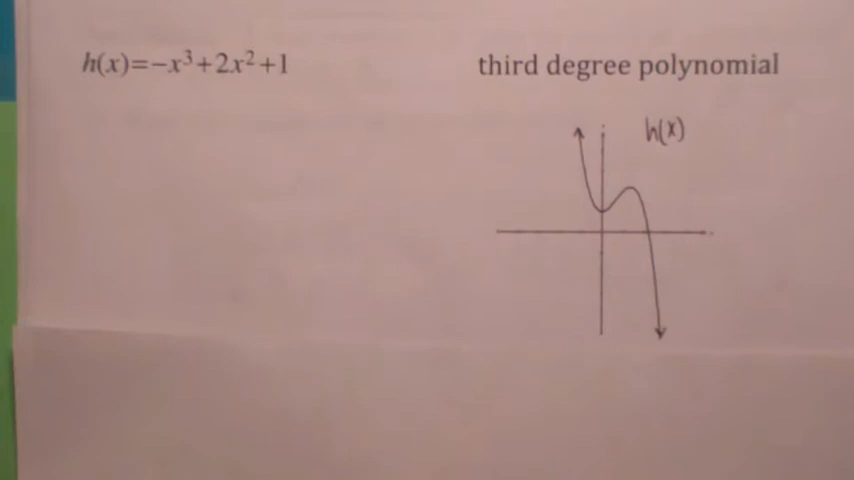 h(x)=−x³+2x²+1
third degree polynomial
h(x)